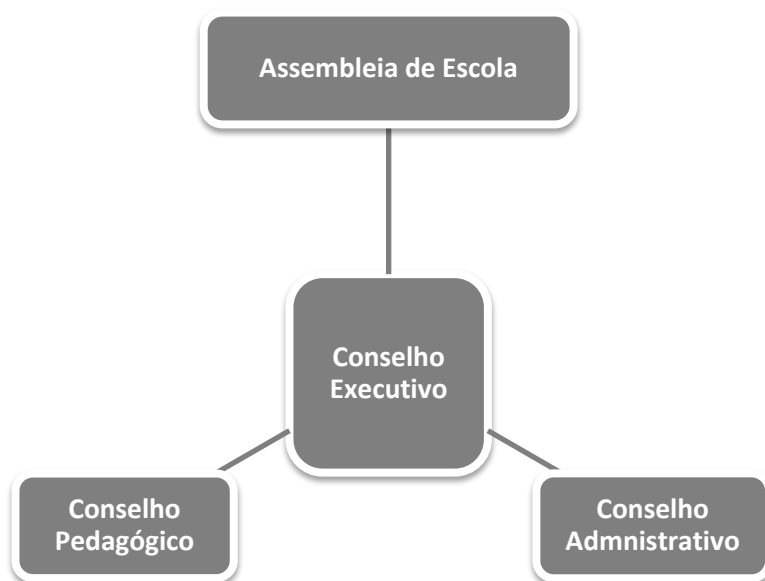 Assembleia de Escola
Conselho
Executivo
Conselho
Pedagógico
Conselho
Admnistrativo